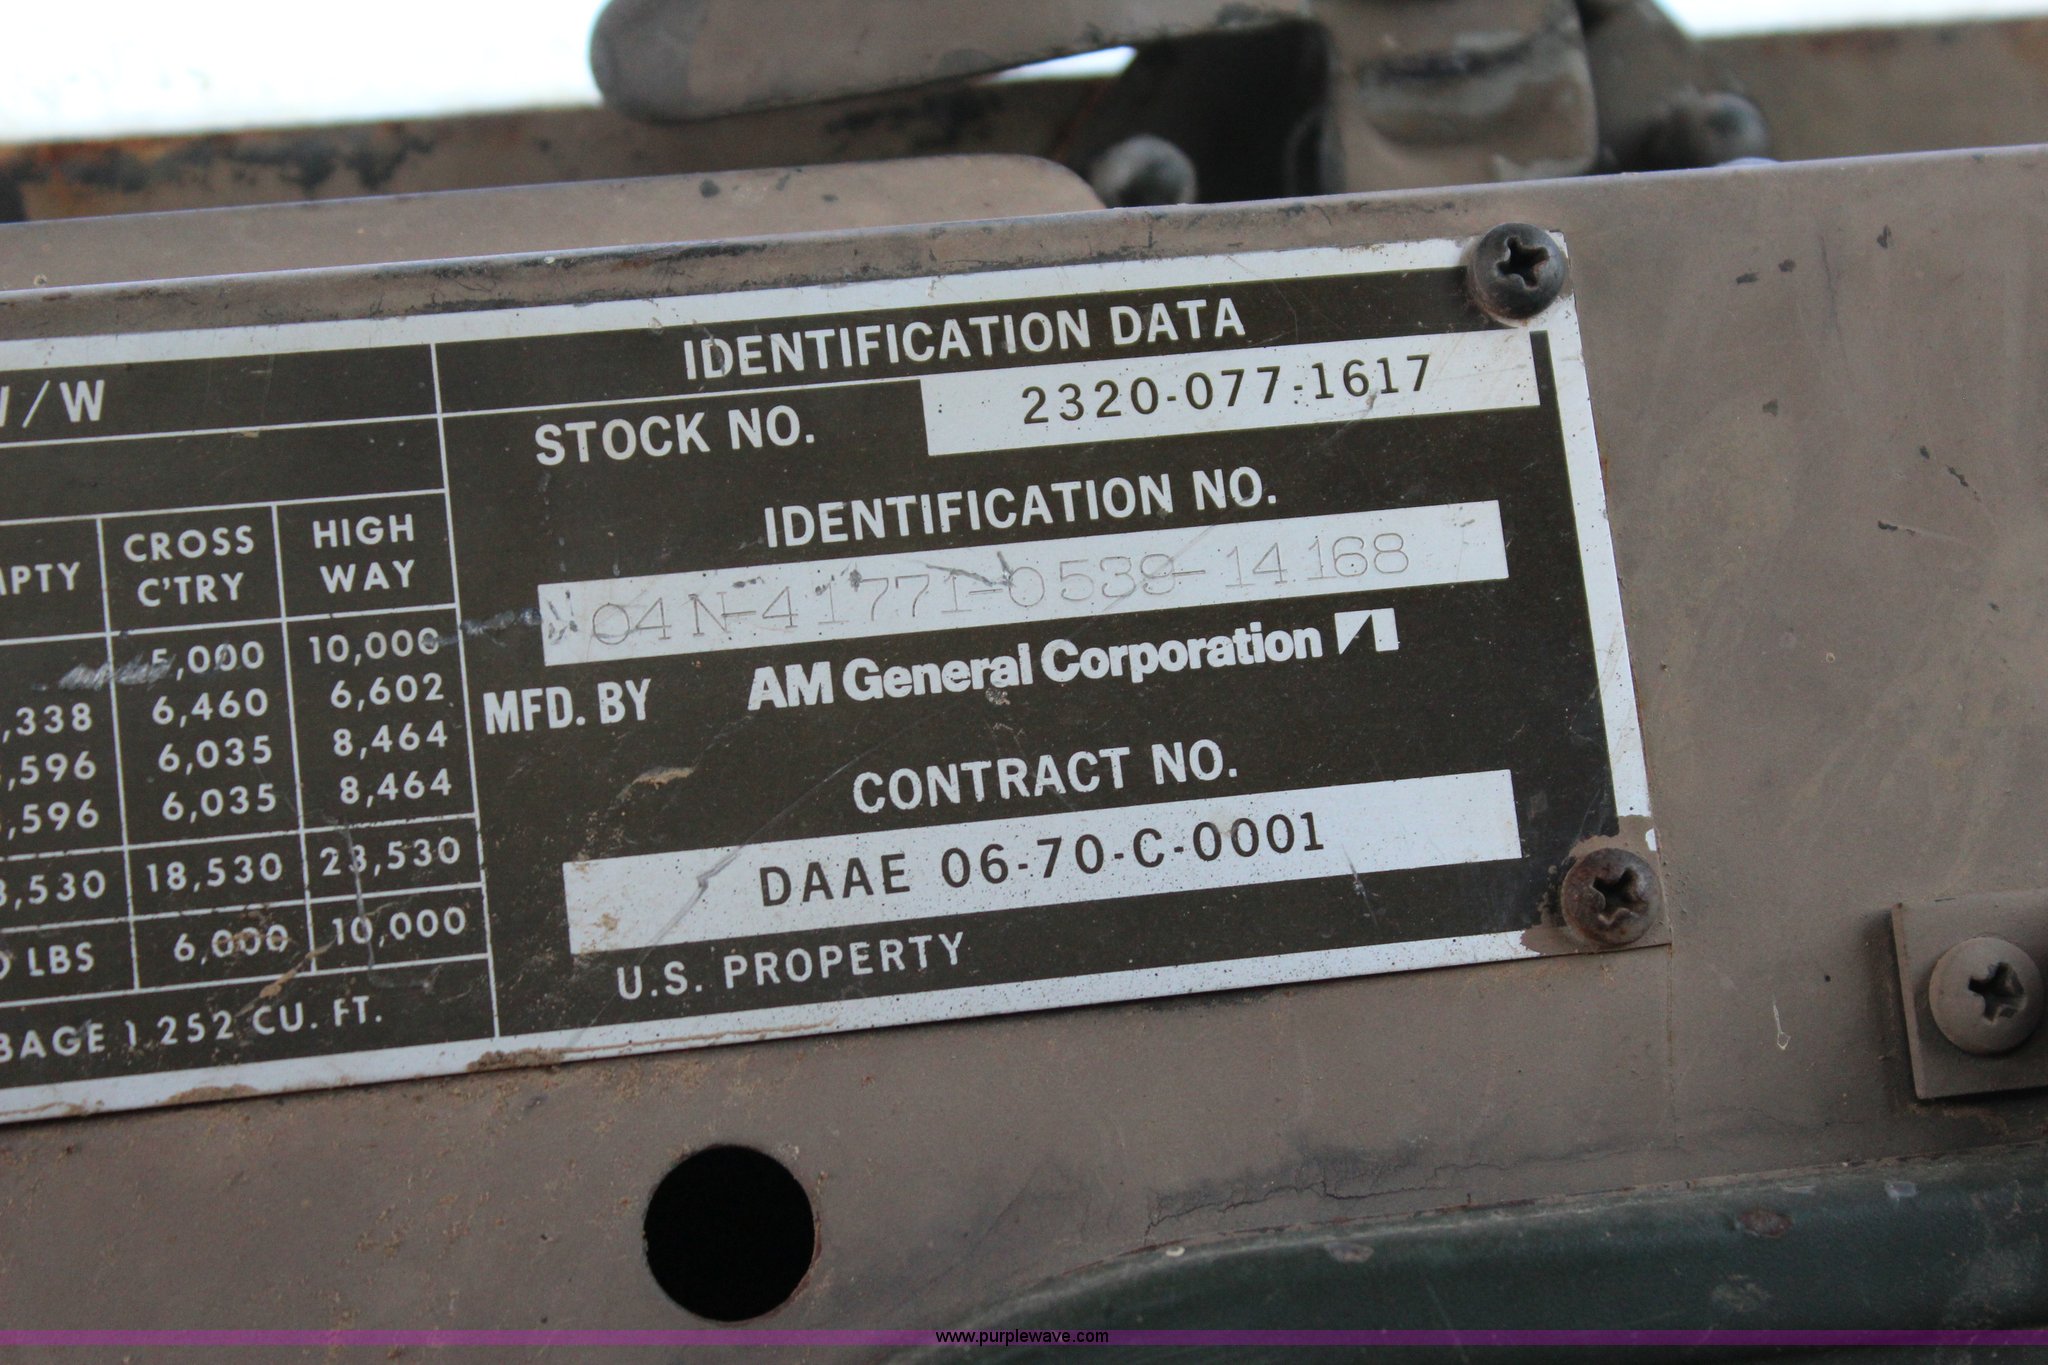 /W
IDENTIFICATION DATA
STOCK NO. 2320-077-1617
IDENTIFICATION NO.
04N-41771-0539-14168
MFD. BY AM General Corporation
CONTRACT NO.
DAAE 06-70-C-0001
U.S. PROPERTY
CROSS C'TRY
HIGH WAY
5,000 10,000
,338 6,460 6,602
,596 6,035 8,464
,596 6,035 8,464
,530 18,530 23,530
LBS 6,000 10,000
BAGE 1,252 CU. FT.
www.purplewave.com